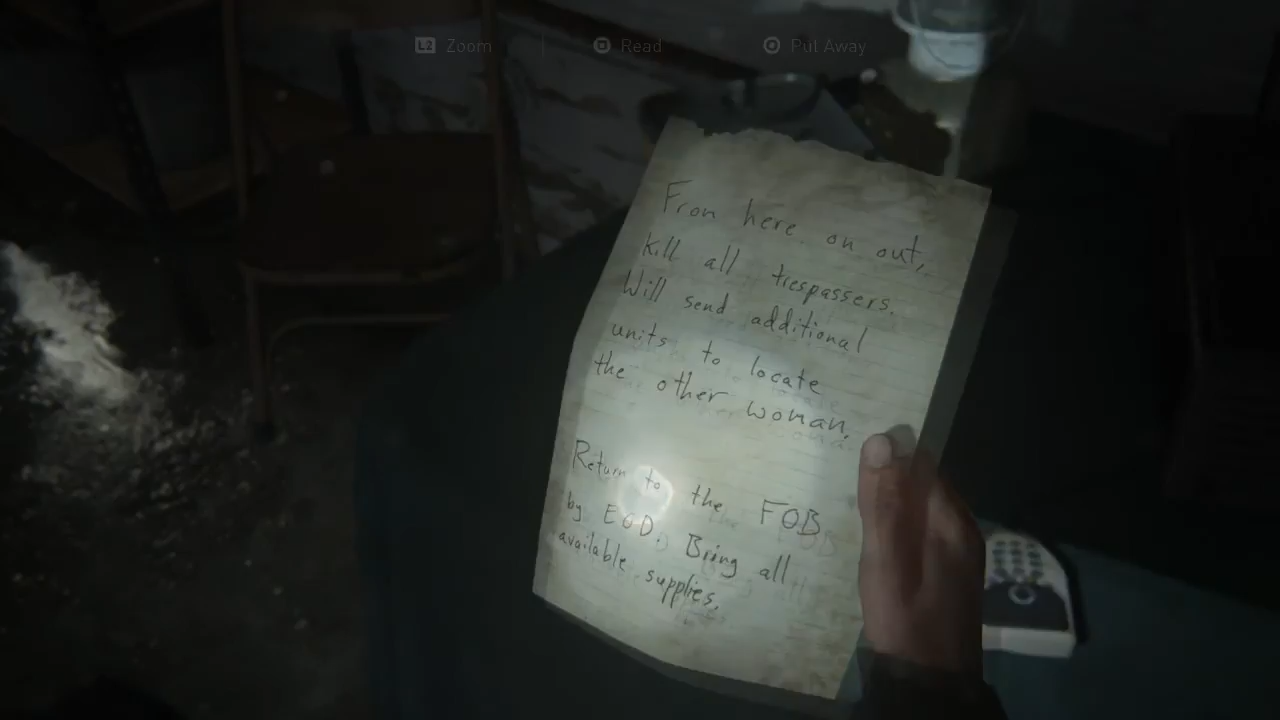 L2 Zoom Read Put Away
From here on out,
kill all trespassers.
Will send additional
units to locate
the other woman.
Return to the FOB
by EOD. Bring all
available supplies.